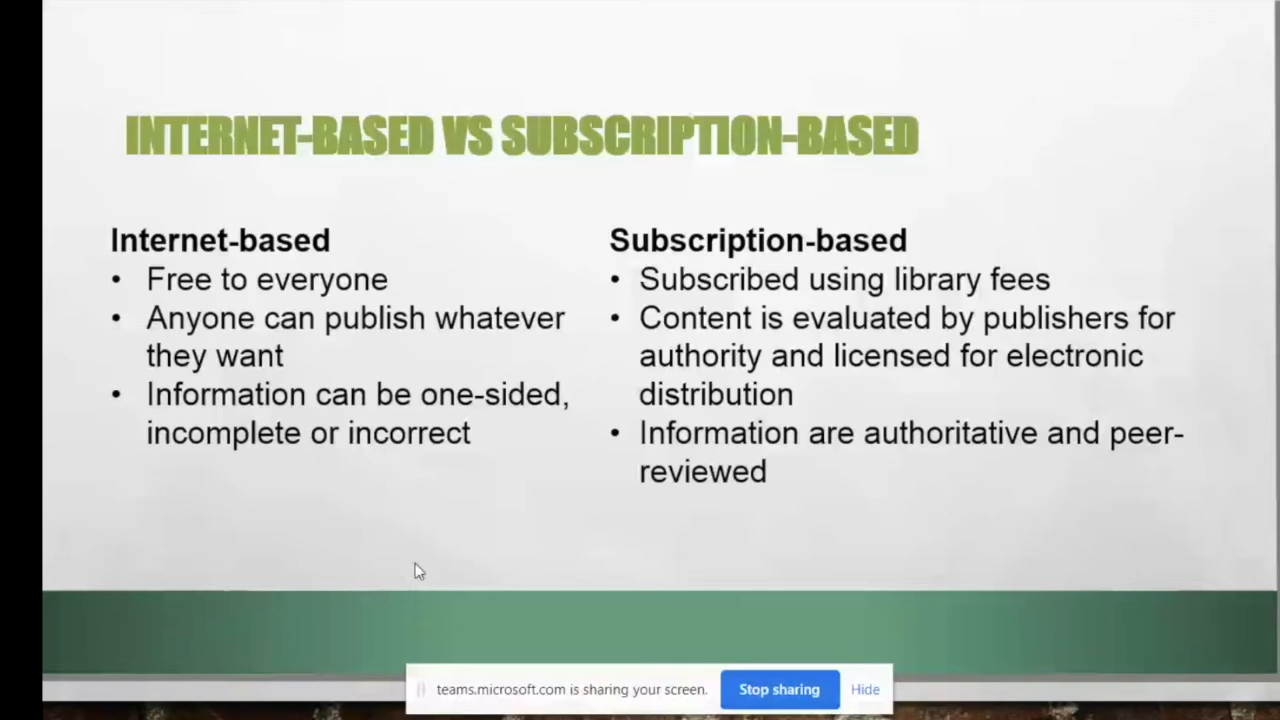 INTERNET-BASED VS SUBSCRIPTION-BASED
Internet-based
• Free to everyone
• Anyone can publish whatever
they want
• Information can be one-sided,
incomplete or incorrect
Subscription-based
• Subscribed using library fees
• Content is evaluated by publishers for
authority and licensed for electronic
distribution
• Information are authoritative and peer-
reviewed
teams.microsoft.com is sharing your screen.
Stop sharing
Hide